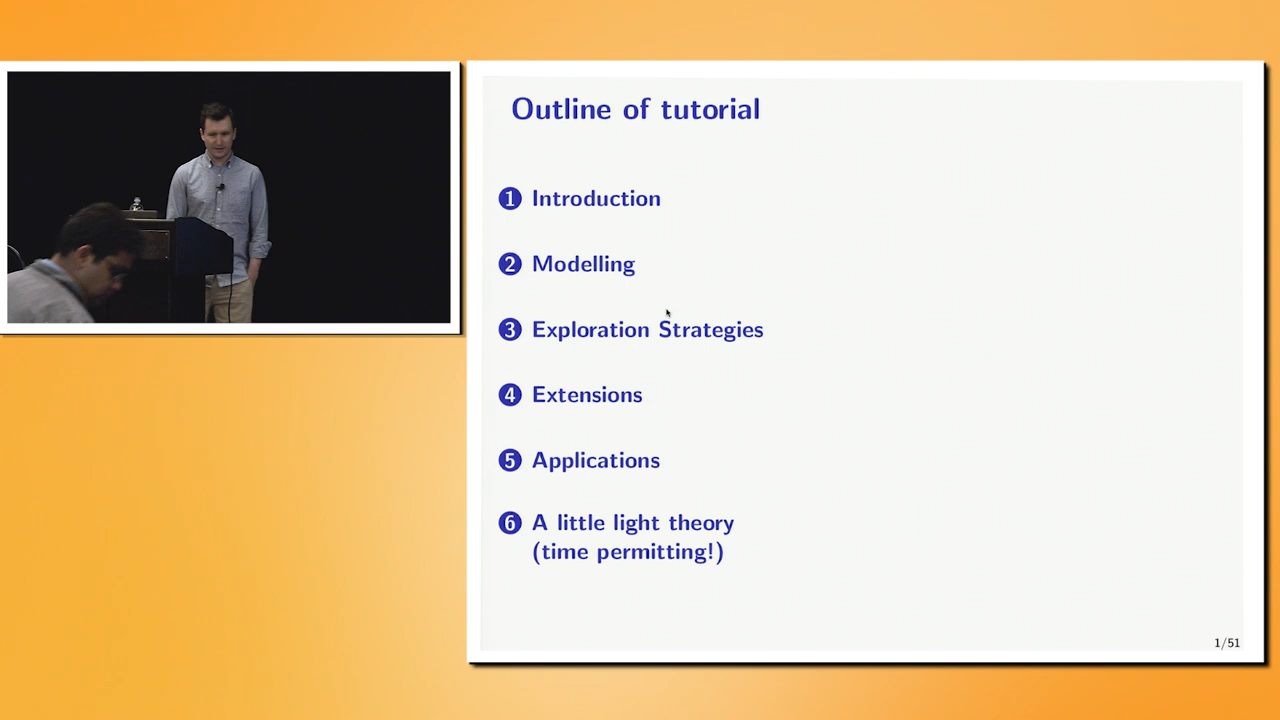 Outline of tutorial
1 Introduction
2 Modelling
3 Exploration Strategies
4 Extensions
5 Applications
6 A little light theory
(time permitting!)
1/51